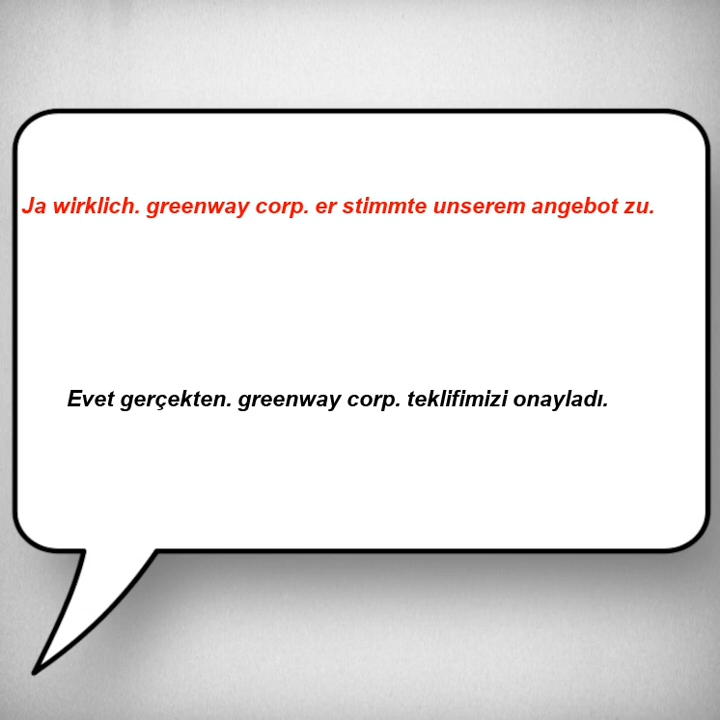 Ja wirklich. greenway corp. er stimmte unserem angebot zu.
Evet gerçekten. greenway corp. teklifimizi onayladı.